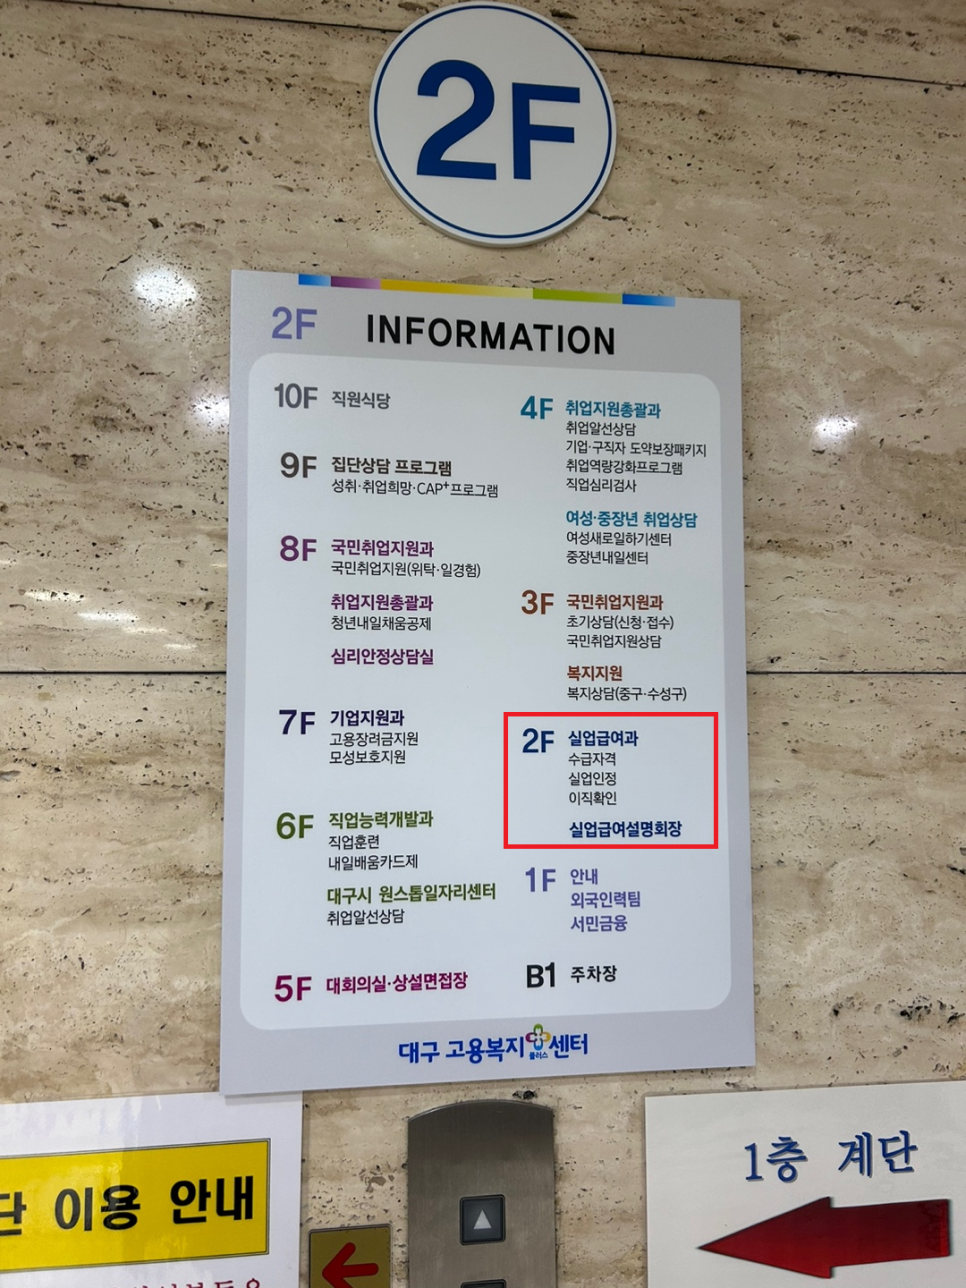 2F
2F INFORMATION
10F 직원식당
9F 집단상담 프로그램
성취·취업희망·CAP+프로그램
8F 국민취업지원과
국민취업지원(위탁·일경험)
취업지원총괄과
청년내일채움공제
심리안정상담실
7F 기업지원과
고용장려금지원
모성보호지원
6F 직업능력개발과
직업훈련
내일배움카드제
대구시 원스톱일자리센터
취업알선상담
5F 대회의실·상설면접장
4F 취업지원총괄과
취업알선상담
기업·구직자 도약보장패키지
취업역량강화프로그램
직업심리검사
여성·중장년 취업상담
여성새로일하기센터
중장년내일센터
3F 국민취업지원과
초기상담(신청·접수)
국민취업지원상담
복지지원
복지상담(중구·수성구)
2F 실업급여과
수급자격
실업인정
이직확인
실업급여설명회장
1F 안내
외국인력팀
서민금융
B1 주차장
대구 고용복지플러스센터
단 이용 안내
1층 계단